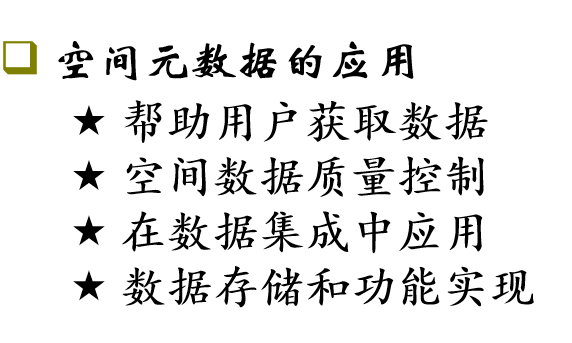 空间元数据的应用
★ 帮助用户获取数据
★ 空间数据质量控制
★ 在数据集成中应用
★ 数据存储和功能实现